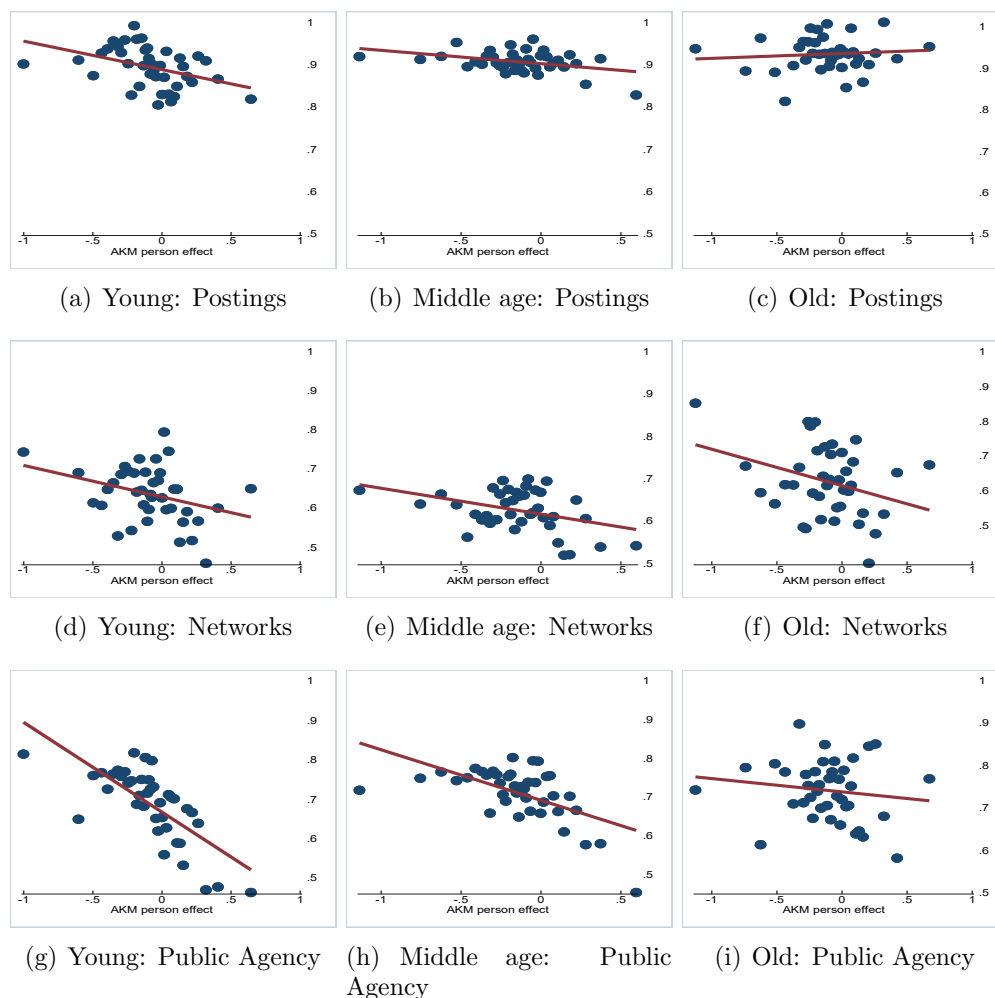 1
.9
.8
.7
.6
.5
-1 -.5 0 .5 1
AKM person effect
(a) Young: Postings
-1 -.5 0
AKM person effect
(b) Middle age: Postings
1
.9
.8
.7
.6
.5
-1 -.5 0 .5 1
AKM person effect
(c) Old: Postings
1
.9
.8
.7
.6
.5
-1 -.5 0 .5 1
AKM person effect
(d) Young: Networks
1
.9
.8
.7
.6
.5
-1 -.5 0 .5
AKM person effect
(e) Middle age: Networks
1
.9
.8
.7
.6
.5
-1 -.5 0 .5 1
AKM person effect
(f) Old: Networks
1
.9
.8
.7
.6
.5
-1 -.5 0 .5 1
AKM person effect
(g) Young: Public Agency
1
.9
.8
.7
.6
.5
-1 -.5 0 .5
AKM person effect
(h) Middle age: Public
Agency
1
.9
.8
.7
.6
.5
-1 -.5 0 .5 1
AKM person effect
(i) Old: Public Agency